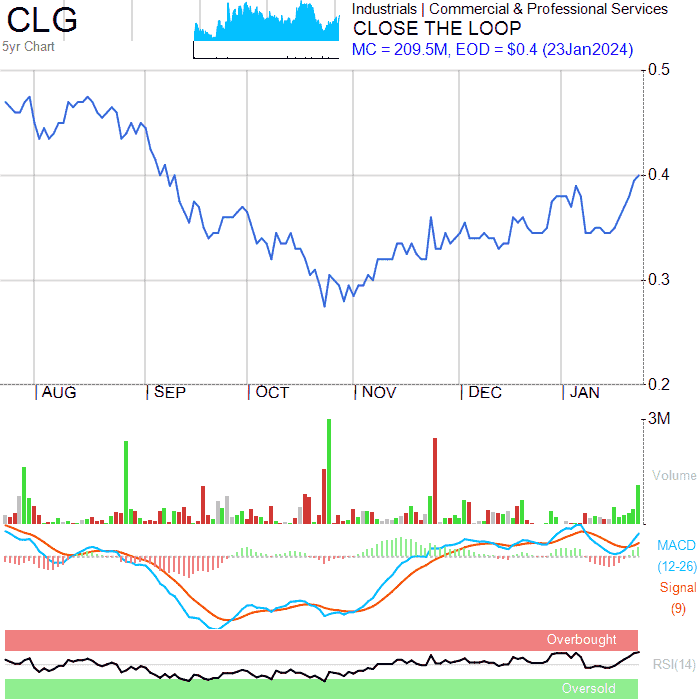 CLG
5yr Chart
Industrials | Commercial & Professional Services
CLOSE THE LOOP
MC = 209.5M, EOD = $0.4 (23Jan2024)
0.5
0.4
0.3
0.2
AUG
SEP
OCT
NOV
DEC
JAN
3M
Volume
MACD
(12-26)
Signal
(9)
Overbought
RSI(14)
Oversold